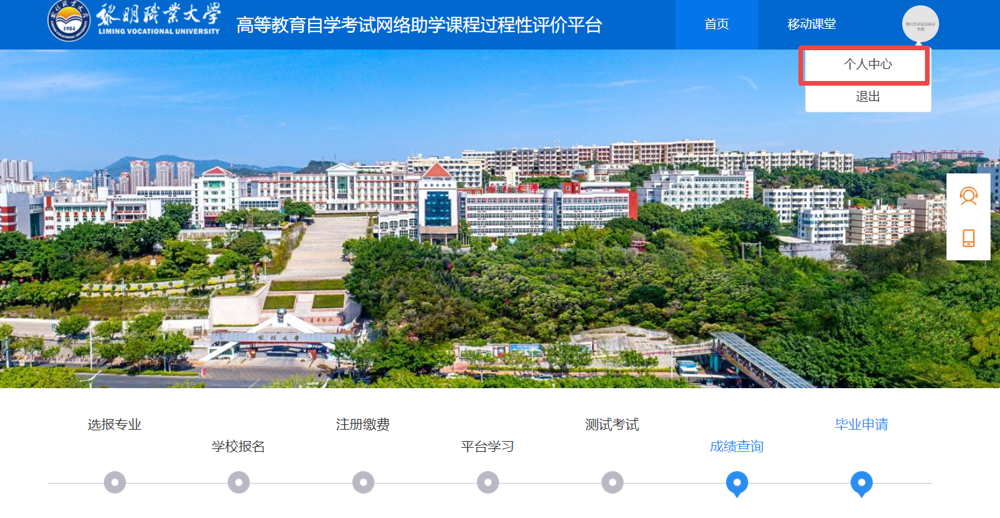 黎明職業大學
LIMING VOCATIONAL UNIVERSITY
1984
高等教育自学考试网络助学课程过程性评价平台
首页
移动课堂
个人中心
退出
选报专业
学校报名
注册缴费
平台学习
测试考试
成绩查询
毕业申请